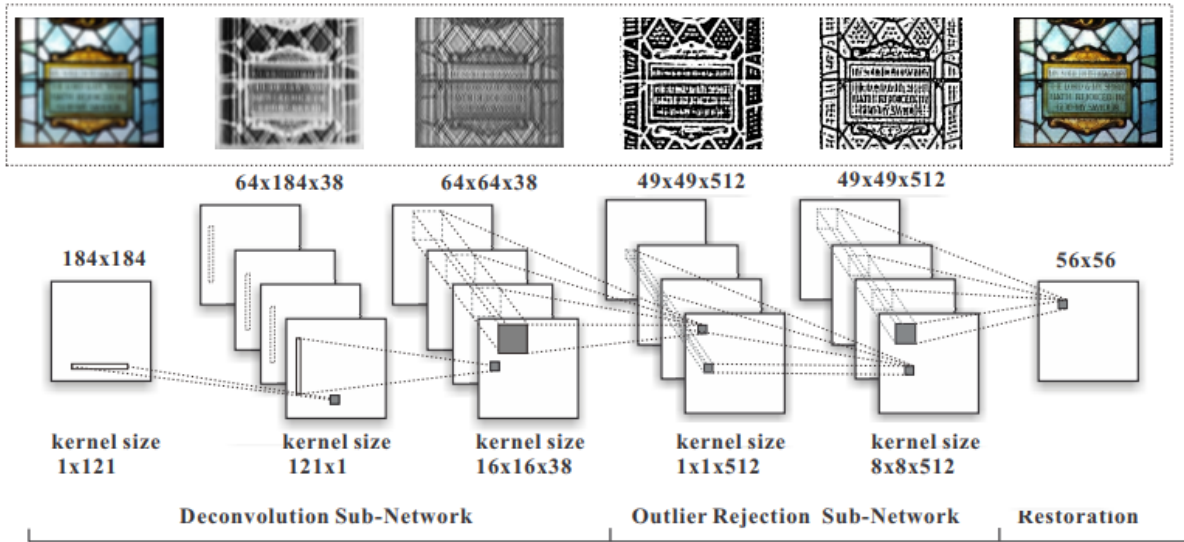 64x184x38
64x64x38
49x49x512
49x49x512
184x184
56x56
kernel size
1x121
kernel size
121x1
kernel size
16x16x38
kernel size
1x1x512
kernel size
8x8x512
Deconvolution Sub-Network
Outlier Rejection Sub-Network
Restoration